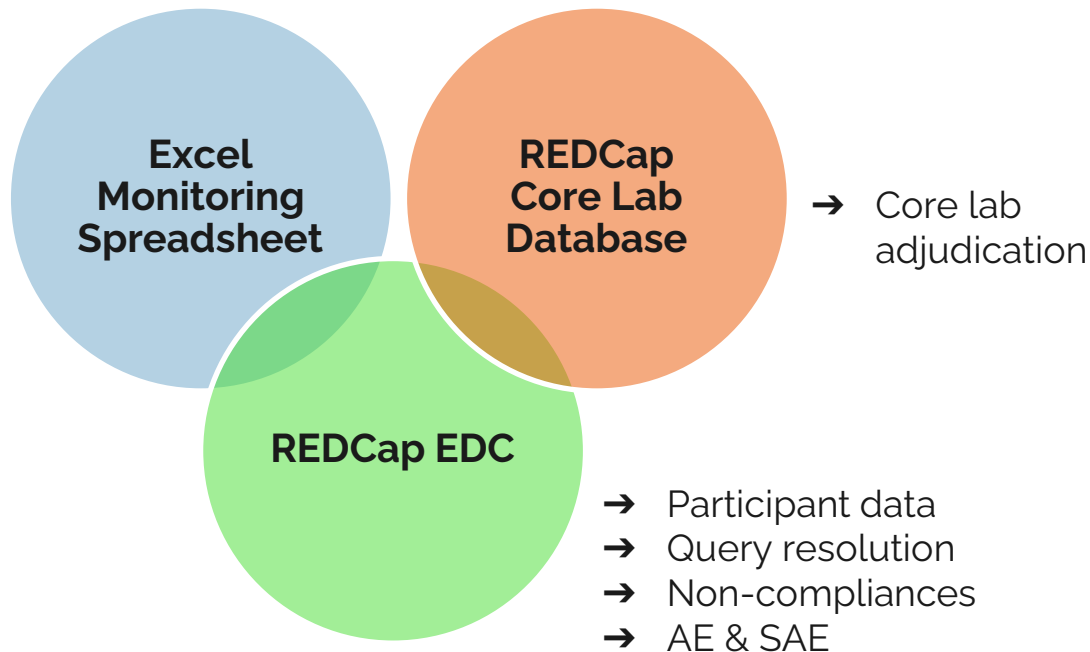 Excel
Monitoring
Spreadsheet
REDCap
Core Lab
Database
➔ Core lab
adjudication
REDCap EDC
➔ Participant data
➔ Query resolution
➔ Non-compliances
➔ AE & SAE